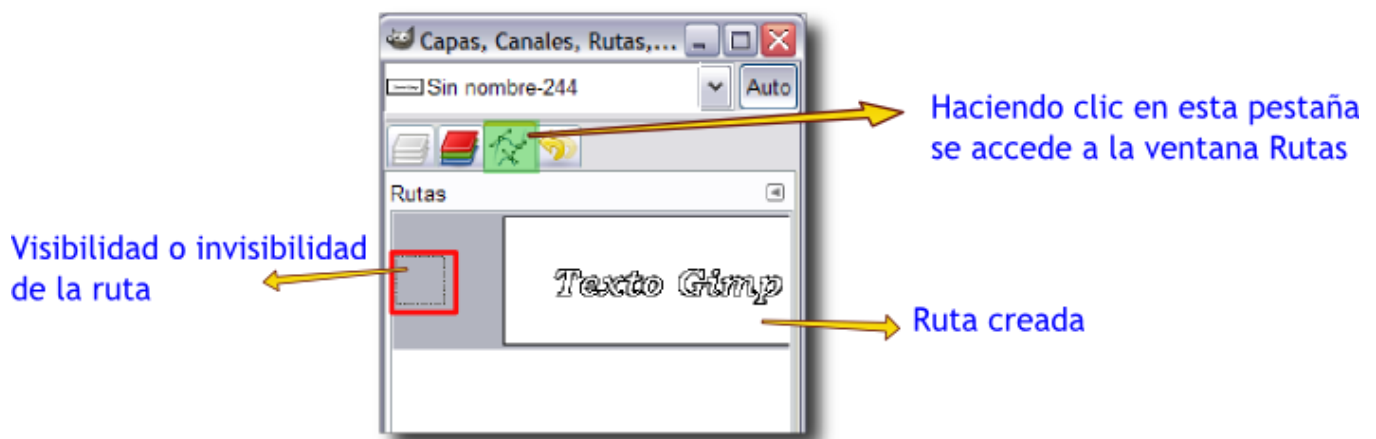 Capas, Canales, Rutas,...
Sin nombre-244
Auto
Haciendo clic en esta pestaña
se accede a la ventana Rutas
Rutas
Visibilidad o invisibilidad
de la ruta
Texto Gimp
Ruta creada